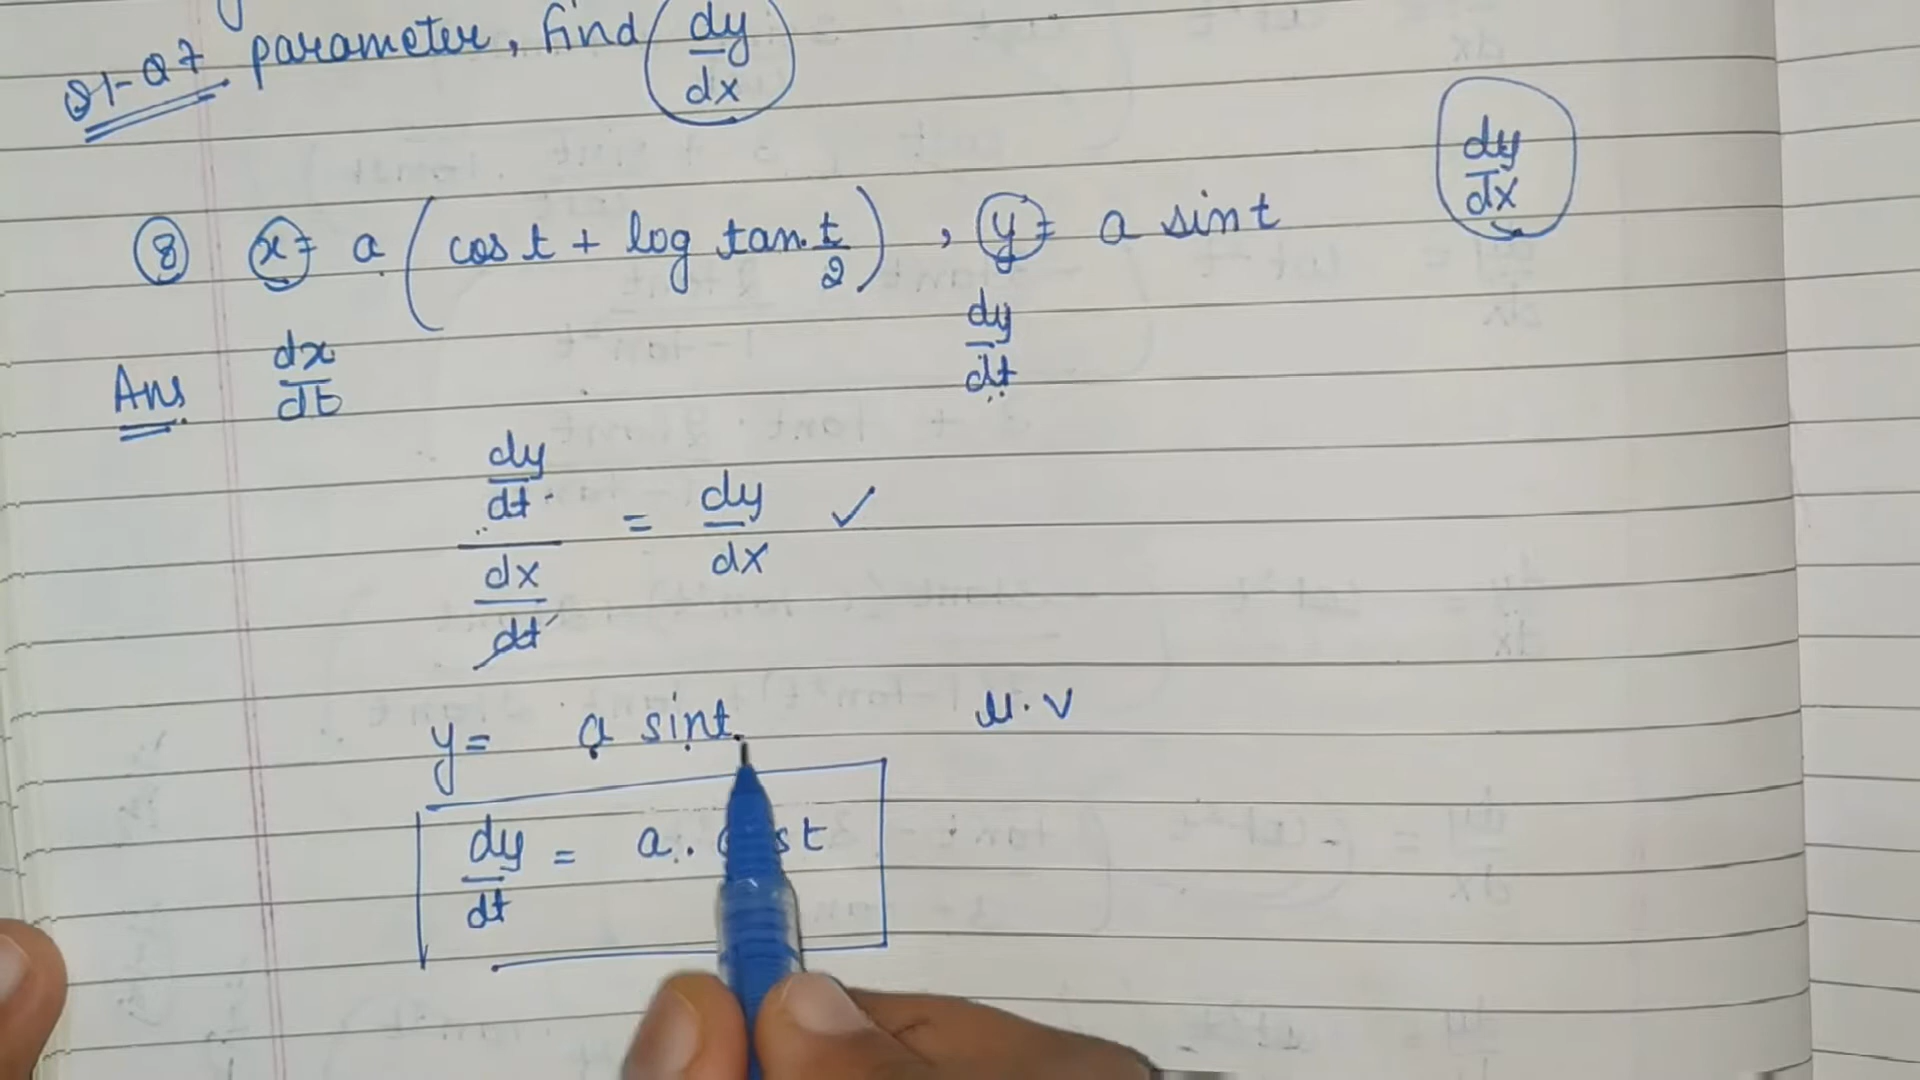 Q1-Q7 parameter, find dy/dx
dy/dx
(8) x = a (cos t + log tan t/2), y = a sin t
Ans dx/dt dy/dt
dy/dt / dx/dt = dy/dx ✓
y = a sint u.v
dy/dt = a. cost